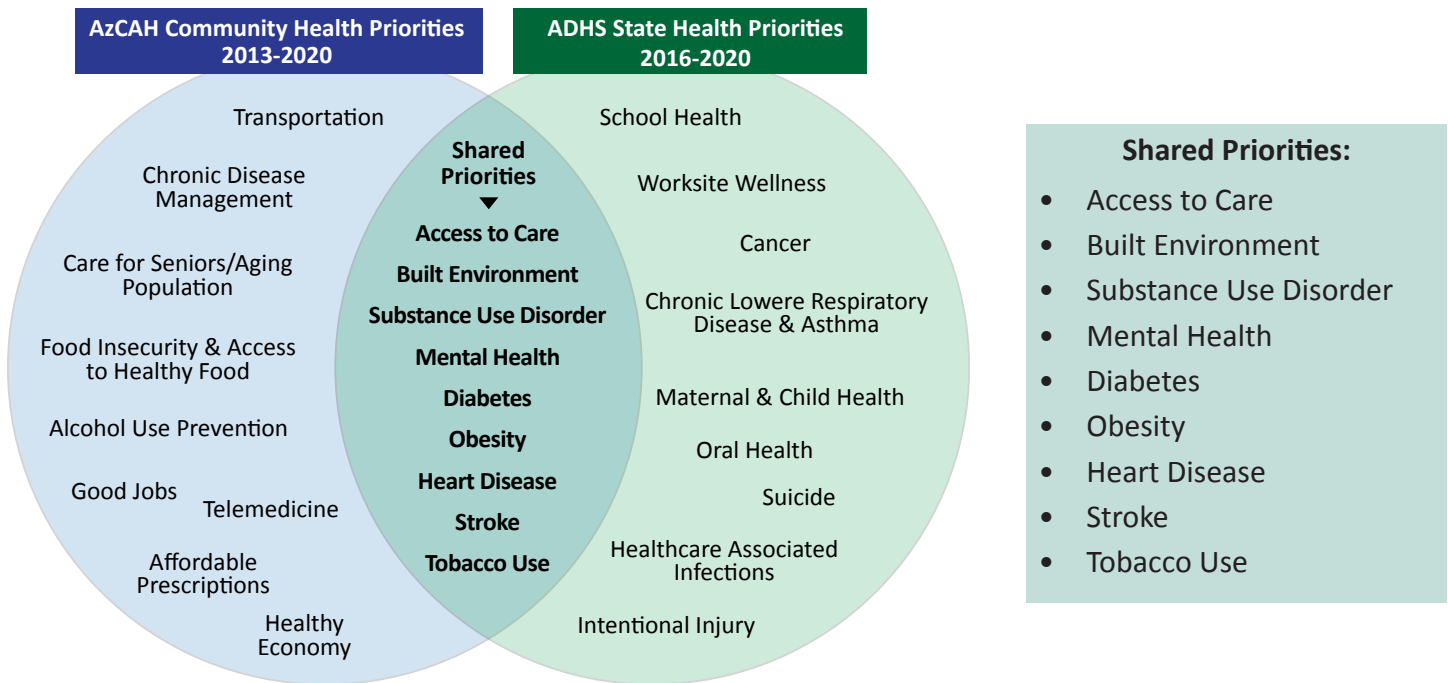 AzCAH Community Health Priorities
2013-2020
ADHS State Health Priorities
2016-2020
Transportation
Chronic Disease
Management
Care for Seniors/Aging
Population
Food Insecurity & Access
to Healthy Food
Alcohol Use Prevention
Good Jobs
Telemedicine
Affordable
Prescriptions
Healthy
Economy
Shared
Priorities
Access to Care
Built Environment
Substance Use Disorder
Mental Health
Diabetes
Obesity
Heart Disease
Stroke
Tobacco Use
School Health
Worksite Wellness
Cancer
Chronic Lowere Respiratory
Disease & Asthma
Maternal & Child Health
Oral Health
Suicide
Healthcare Associated
Infections
Intentional Injury
Shared Priorities:
• Access to Care
• Built Environment
• Substance Use Disorder
• Mental Health
• Diabetes
• Obesity
• Heart Disease
• Stroke
• Tobacco Use